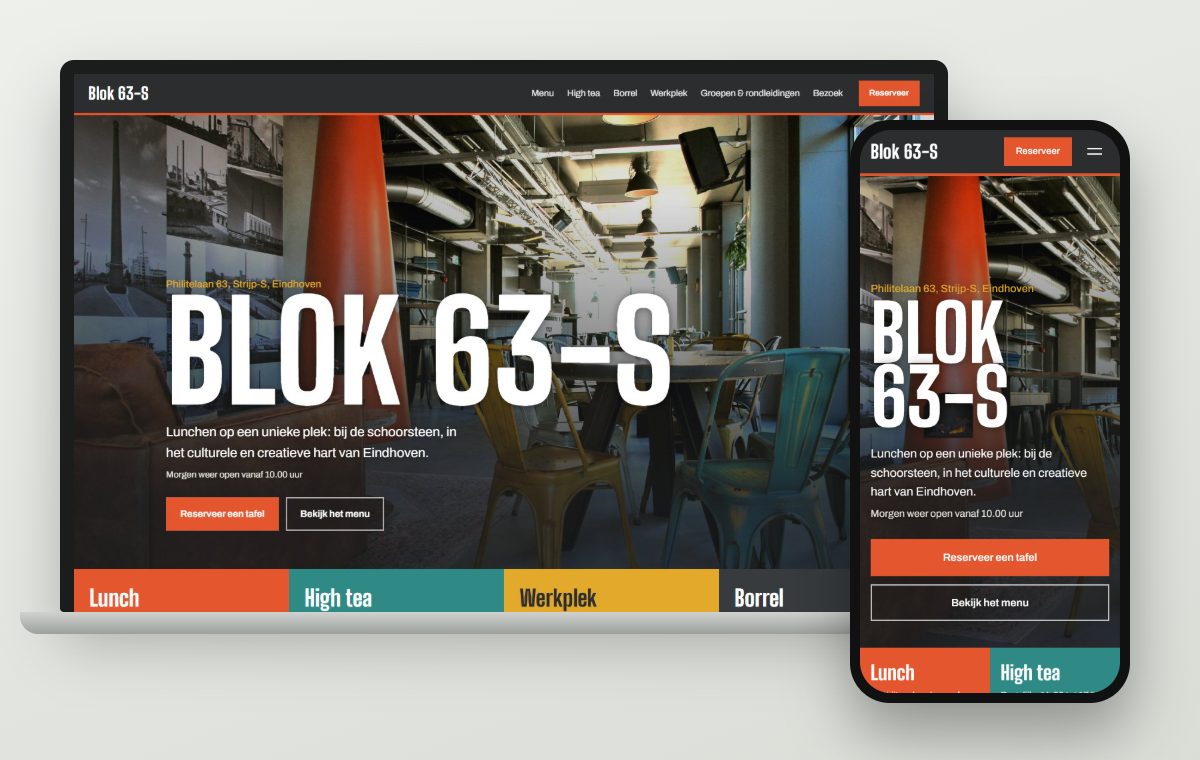 Blok 63-S
Menu High tea Borrel Werkplek Groepen & rondleidingen Bezoek Reserveer
Philitelaan 63, Strijp-S, Eindhoven
BLOK 63-S
Lunchen op een unieke plek: bij de schoorsteen, in
het culturele en creatieve hart van Eindhoven.
Morgen weer open vanaf 10.00 uur
Reserveer een tafel Bekijk het menu
Lunch High tea Werkplek Borrel
Blok 63-S Reserveer
Philitelaan 63, Strijp-S, Eindhoven
BLOK
63-S
Lunchen op een unieke plek: bij de
schoorsteen, in het culturele en creatieve
hart van Eindhoven.
Morgen weer open vanaf 10.00 uur
Reserveer een tafel
Bekijk het menu
Lunch High tea